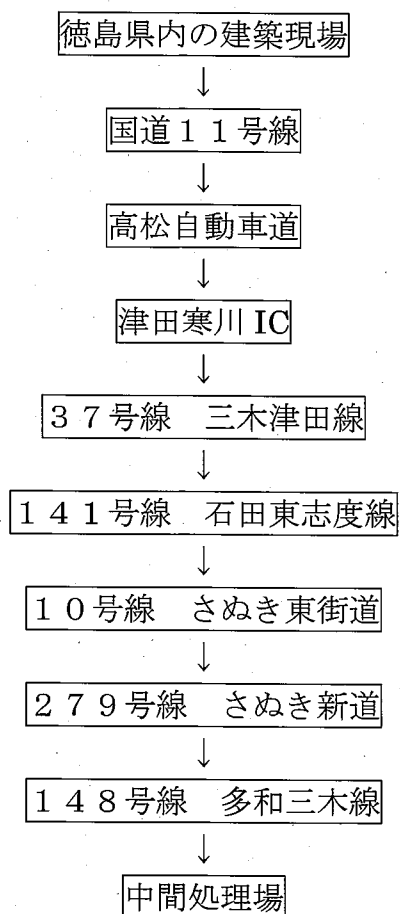 徳島県内の建築現場
↓
国道１１号線
↓
高松自動車道
↓
津田寒川 IC
↓
３７号線　三木津田線
↓
１４１号線　石田東志度線
↓
１０号線　さぬき東街道
↓
２７９号線　さぬき新道
↓
１４８号線　多和三木線
↓
中間処理場